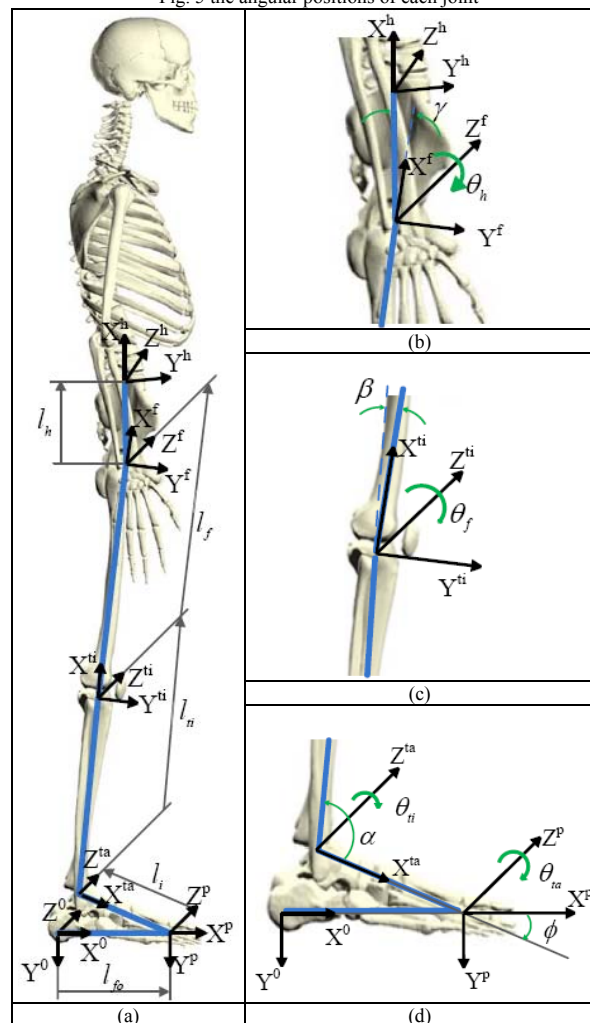 Fig. 3 the angular positions of each joint
X^h
Z^h
Y^h
l_h
X^f
Z^f
Y^f
l_f
X^ti
Z^ti
Y^ti
l_ti
Z^ta
l_i
X^ta
Z^0
Z^p
X^0
X^p
Y^0
Y^p
l_fo
(a)
X^h
Z^h
Y^h
γ
Z^f
X^f
θ_h
Y^f
(b)
β
X^ti
Z^ti
θ_f
Y^ti
(c)
Z^ta
θ_ti
α
Z^p
X^ta
θ_ta
X^0
X^p
ϕ
Y^0
Y^p
(d)